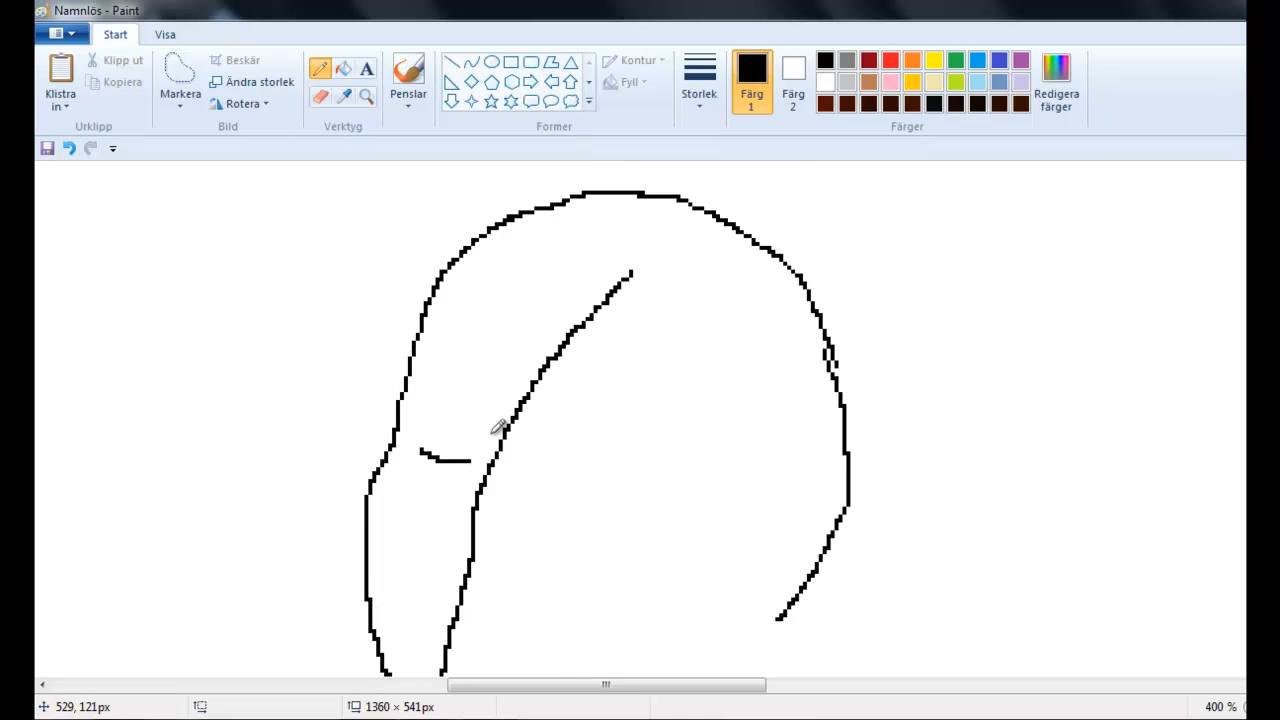 Namnlös - Paint
Start Visa
Klistra in
Klipp ut
Kopiera
Urklipp
Markera
Beskär
Ändra storlek
Rotera
Bild
A
Verktyg
Penslar
Kontur
Fyll
Former
Storlek
Färg 1
Färg 2
Redigera färger
Färger
529, 121px
1360 × 541px
400 %